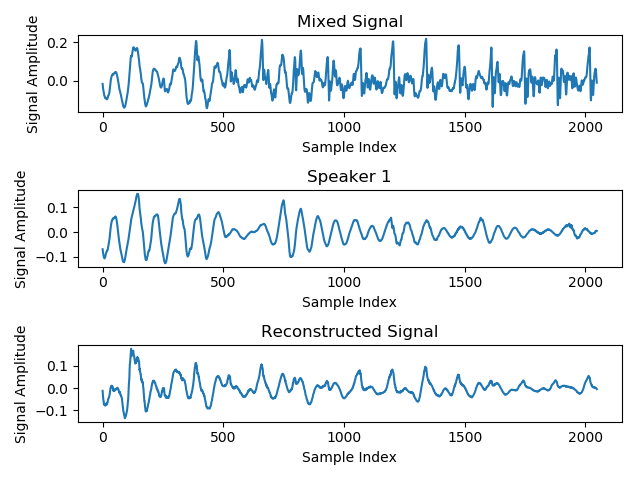 Mixed Signal
Signal Amplitude
0.2
0.0
0 500 1000 1500 2000
Sample Index
Speaker 1
Signal Amplitude
0.1
0.0
−0.1
0 500 1000 1500 2000
Sample Index
Reconstructed Signal
Signal Amplitude
0.1
0.0
−0.1
0 500 1000 1500 2000
Sample Index